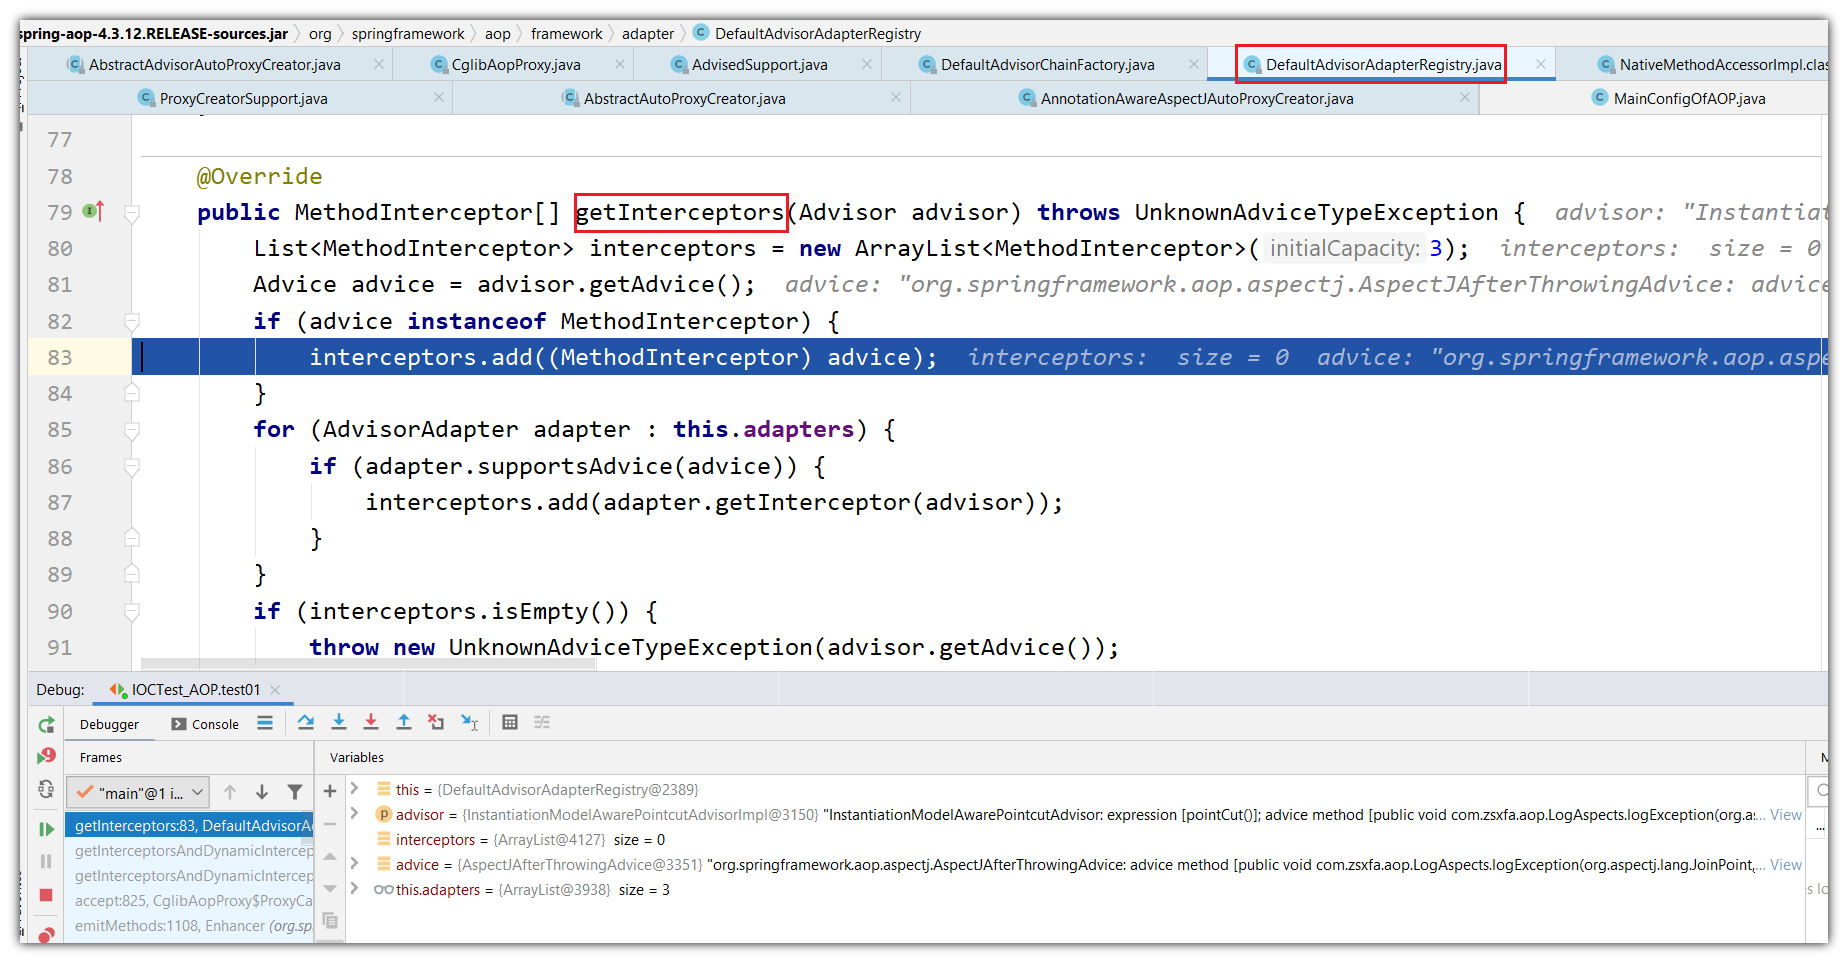 spring-aop-4.3.12.RELEASE-sources.jar org springframework aop framework adapter DefaultAdvisorAdapterRegistry
AbstractAdvisorAutoProxyCreator.java CglibAopProxy.java AdvisedSupport.java DefaultAdvisorChainFactory.java DefaultAdvisorAdapterRegistry.java NativeMethodAccessorImpl.clas
ProxyCreatorSupport.java AbstractAutoProxyCreator.java AnnotationAwareAspectJAutoProxyCreator.java MainConfigOfAOP.java
77
78 @Override
79 public MethodInterceptor[] getInterceptors(Advisor advisor) throws UnknownAdviceTypeException { advisor: "Instantiat
80 List<MethodInterceptor> interceptors = new ArrayList<MethodInterceptor>( initialCapacity: 3); interceptors: size = 0
81 Advice advice = advisor.getAdvice(); advice: "org.springframework.aop.aspectj.AspectJAfterThrowingAdvice: advice
82 if (advice instanceof MethodInterceptor) {
83 interceptors.add((MethodInterceptor) advice); interceptors: size = 0 advice: "org.springframework.aop.aspe
84 }
85 for (AdvisorAdapter adapter : this.adapters) {
86 if (adapter.supportsAdvice(advice)) {
87 interceptors.add(adapter.getInterceptor(advisor));
88 }
89 }
90 if (interceptors.isEmpty()) {
91 throw new UnknownAdviceTypeException(advisor.getAdvice());
Debug: IOCTest_AOP.test01
Debugger Console
Frames Variables
"main"@1 i... this = {DefaultAdvisorAdapterRegistry@2389}
getInterceptors:83, DefaultAdvisorAd advisor = {InstantiationModelAwarePointcutAdvisorImpl@3150} "InstantiationModelAwarePointcutAdvisor: expression [pointCut()]; advice method [public void com.zsxfa.aop.LogAspects.logException(org.as... View
getInterceptorsAndDynamicIntercep interceptors = {ArrayList@4127} size = 0
getInterceptorsAndDynamicIntercep advice = {AspectJAfterThrowingAdvice@3351} "org.springframework.aop.aspectj.AspectJAfterThrowingAdvice: advice method [public void com.zsxfa.aop.LogAspects.logException(org.aspectj.lang.JoinPoint,... View
accept:825, CglibAopProxy$ProxyCa this.adapters = {ArrayList@3938} size = 3
emitMethods:1108, Enhancer (org.sp